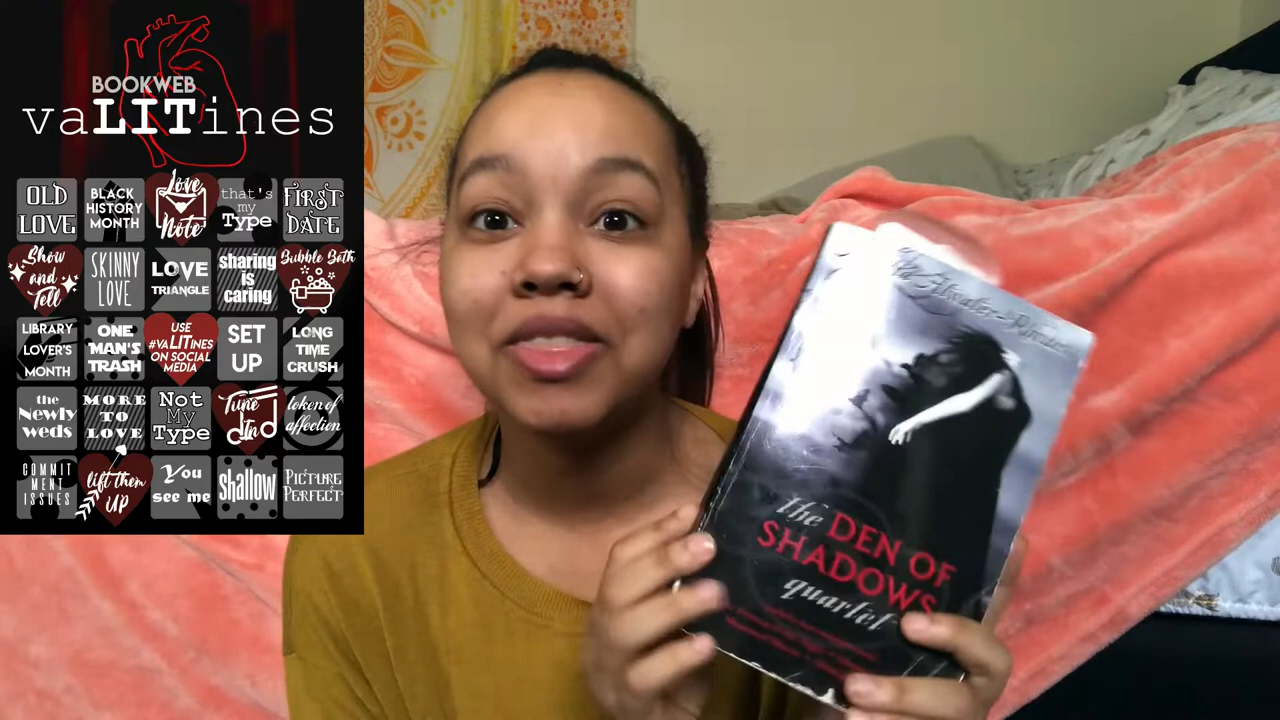 BOOKWEB
vaLITines
OLD
LOVE
BLACK
HISTORY
MONTH
Love
Note
that's
my
Type
FIRST
DATE
Show
and
Tell
SKINNY
LOVE
LOVE
TRIANGLE
sharing
is
caring
Bubble Bath
LIBRARY
LOVER'S
MONTH
ONE
MAN'S
TRASH
USE
#vaLITines
ON SOCIAL
MEDIA
SET
UP
LONG
TIME
CRUSH
the
Newly
weds
MORE
TO
LOVE
Not
My
Type
Tune
In
token of
affection
COMMIT
MENT
ISSUES
lift them
UP
You
see me
shallow
PICTURE
PERFECT
the DEN OF
SHADOWS
quartet